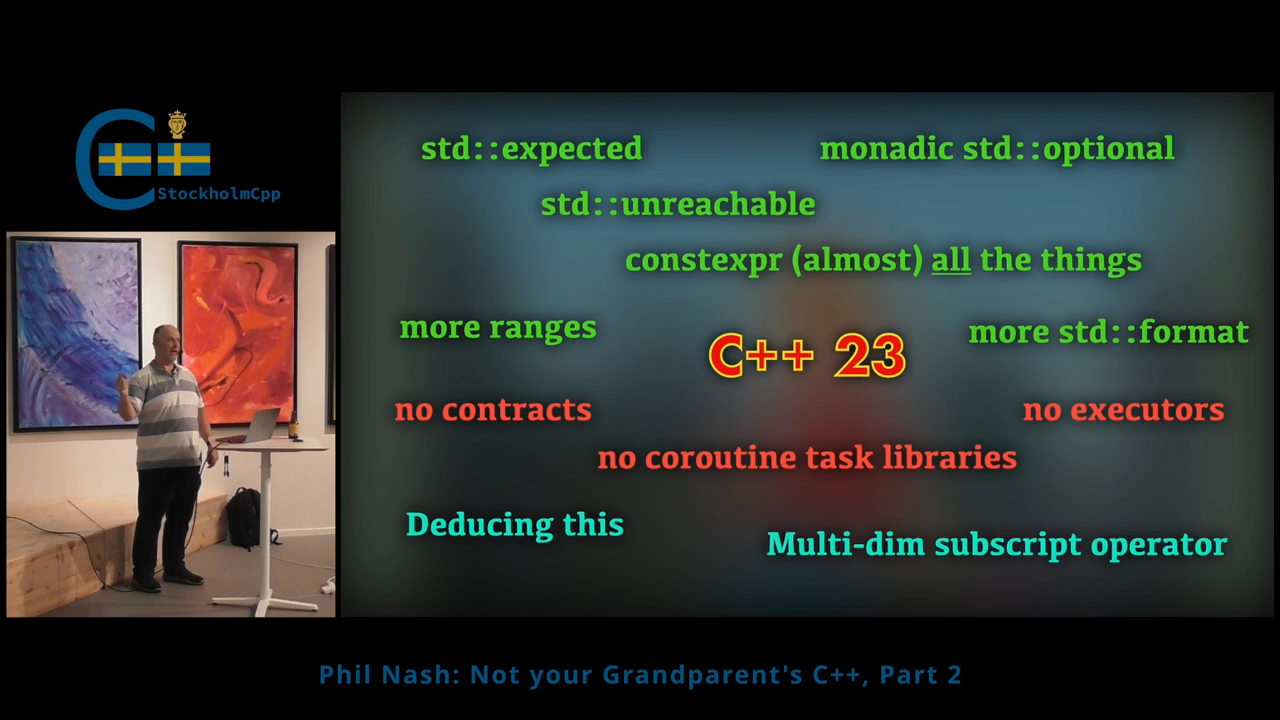 StockholmCpp
std::expected
monadic std::optional
std::unreachable
constexpr (almost) all the things
more ranges
C++ 23
more std::format
no contracts
no executors
no coroutine task libraries
Deducing this
Multi-dim subscript operator
Phil Nash: Not your Grandparent's C++, Part 2